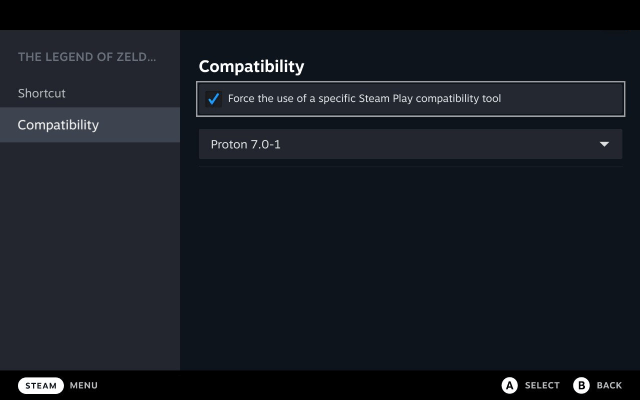 THE LEGEND OF ZELD...
Shortcut
Compatibility
Compatibility
Force the use of a specific Steam Play compatibility tool
Proton 7.0-1
STEAM MENU
A SELECT B BACK